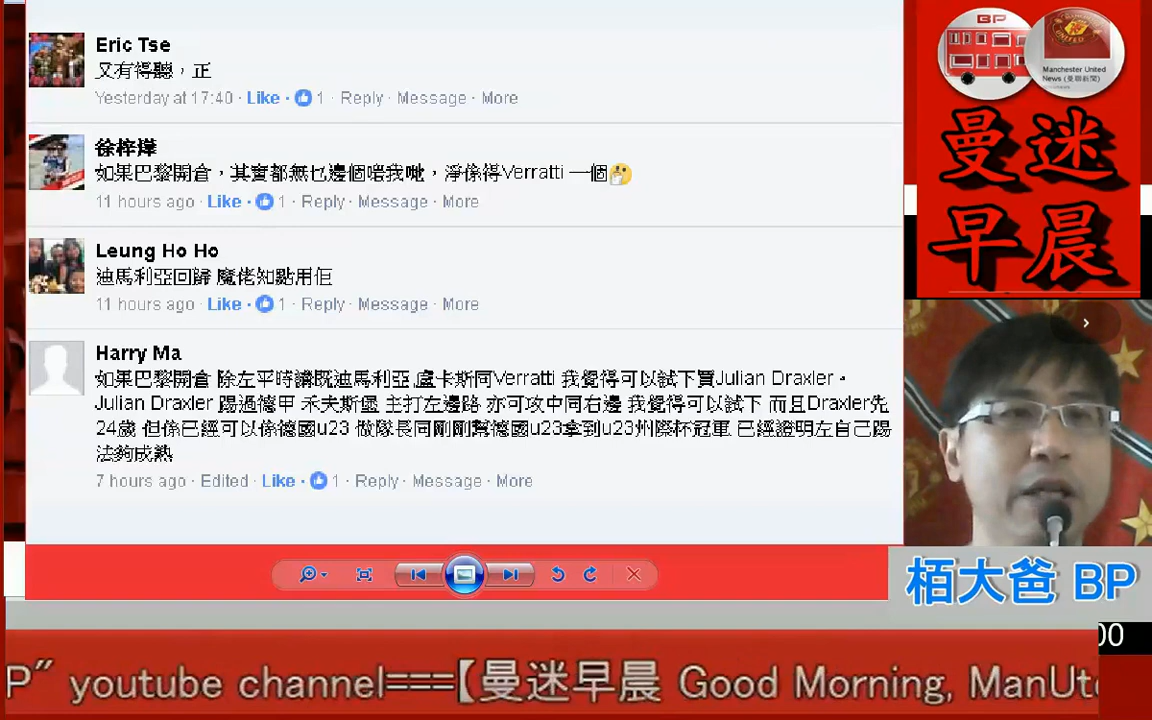 Eric Tse
又有得聽，正
Yesterday at 17:40 · Like · 1 · Reply · Message · More
徐梓撶
如果巴黎開倉，其實都無乜邊個啱我哋，淨係得Verratti 一個
11 hours ago · Like · 1 · Reply · Message · More
Leung Ho Ho
迪馬利亞回歸 魔佬知點用佢
11 hours ago · Like · 1 · Reply · Message · More
Harry Ma
如果巴黎開倉 除左平時講既迪馬利亞,盧卡斯同Verratti 我覺得可以試下買Julian Draxler。
Julian Draxler 踢過德甲 禾夫斯堡 主打左邊路 亦可攻中同右邊 我覺得可以試下 而且Draxler先
24歲 但係已經可以係德國u23 做隊長同剛剛幫德國u23拿到u23州際杯冠軍 已經證明左自己踢
法夠成熟
7 hours ago · Edited · Like · 1 · Reply · Message · More
BP
Manchester United
News (曼聯新聞)
曼迷
早晨
栢大爸 BP
00
P" youtube channel===【曼迷早晨 Good Morning, ManUt